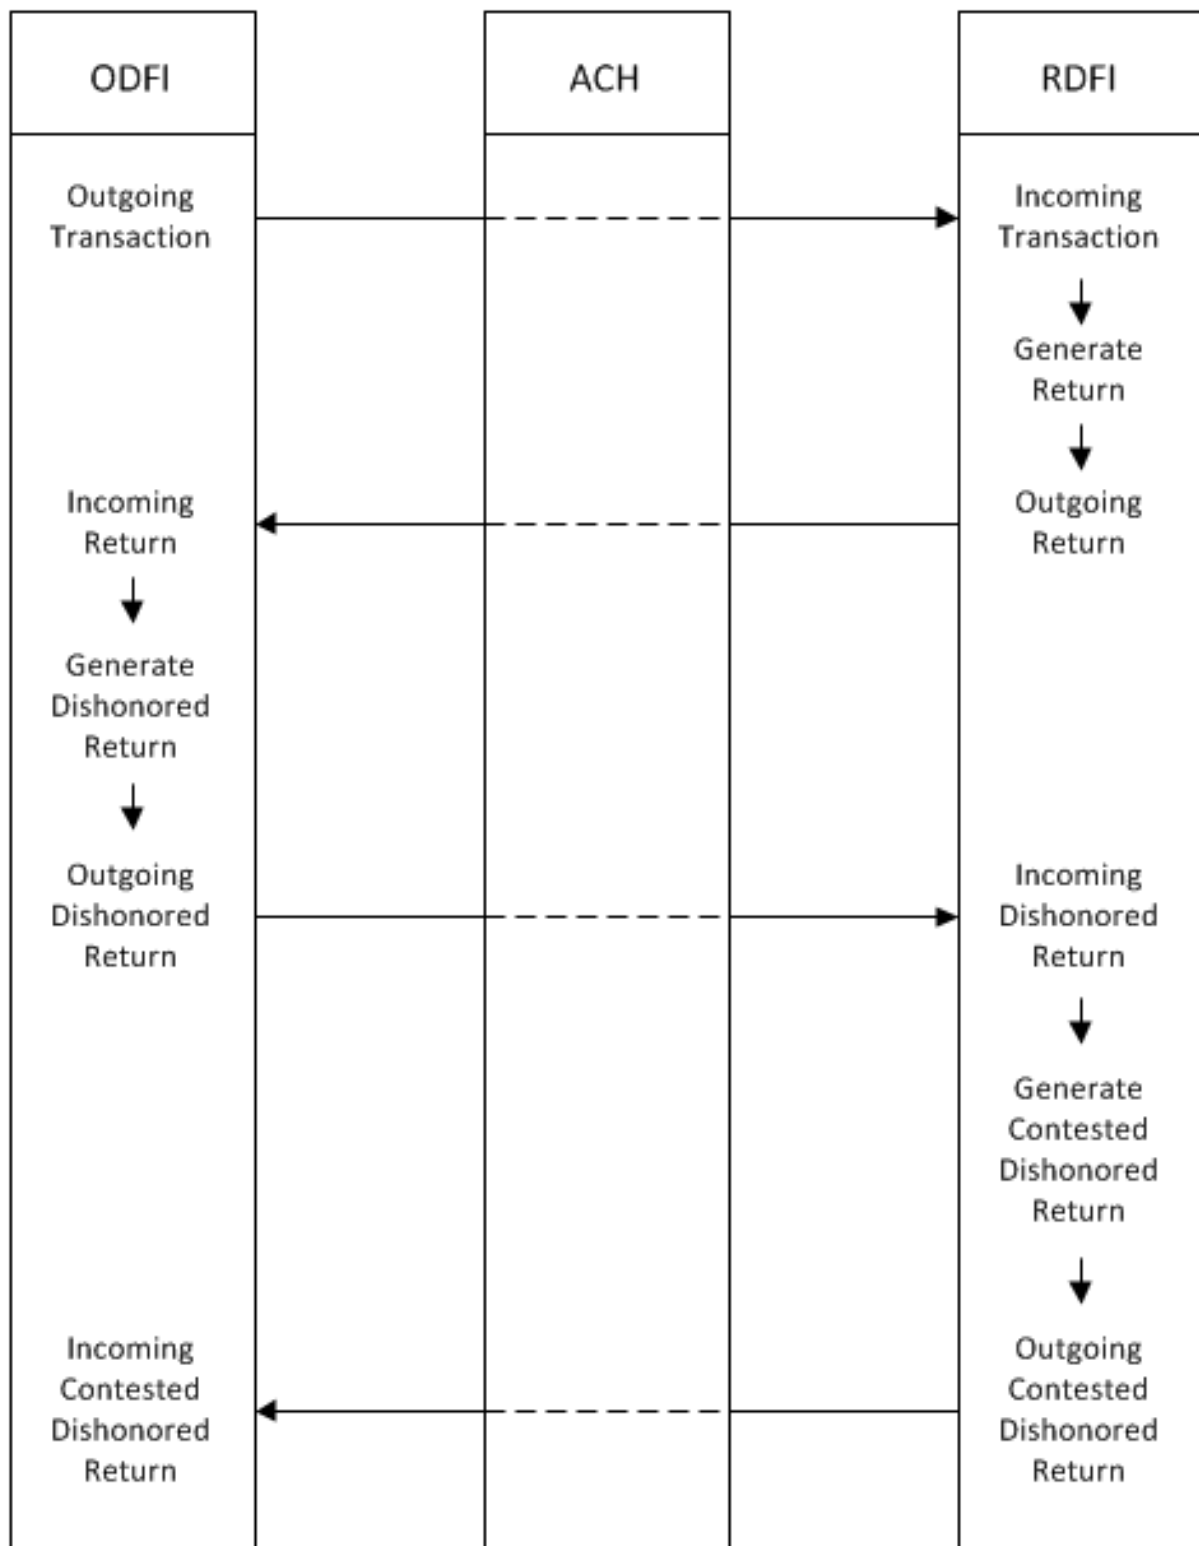 ODFI
ACH
RDFI
Outgoing
Transaction
Incoming
Transaction
Generate
Return
Incoming
Return
Outgoing
Return
Generate
Dishonored
Return
Outgoing
Dishonored
Return
Incoming
Dishonored
Return
Generate
Contested
Dishonored
Return
Incoming
Contested
Dishonored
Return
Outgoing
Contested
Dishonored
Return